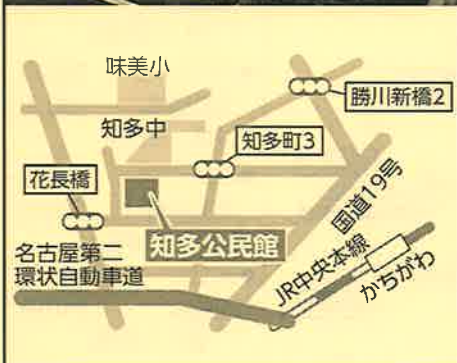 味美小
勝川新橋2
知多中
知多町3
花長橋
国道19号
知多公民館
名古屋第二
環状自動車道
JR中央本線
かちがわ